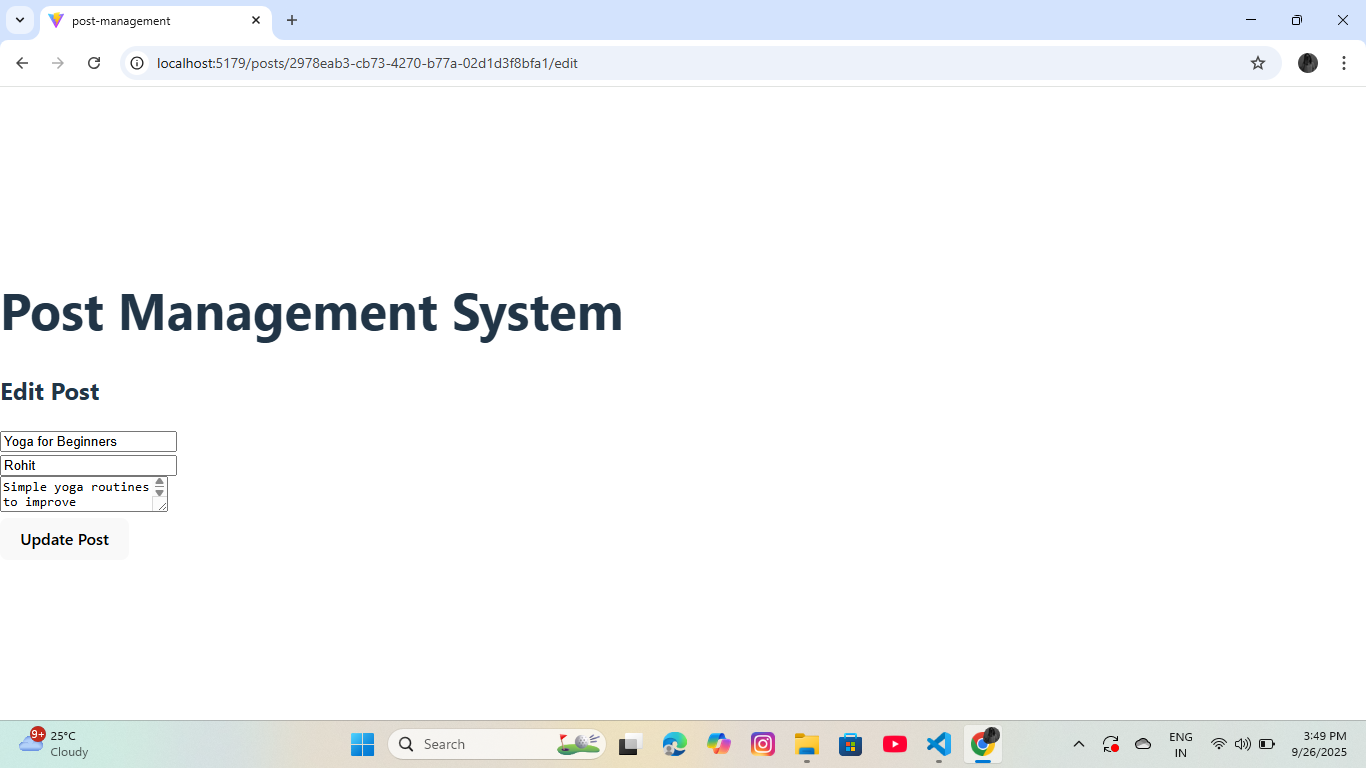 post-management
localhost:5179/posts/2978eab3-cb73-4270-b77a-02d1d3f8bfa1/edit
Post Management System
Edit Post
Yoga for Beginners
Rohit
Simple yoga routines
to improve
Update Post
9+
25°C
Cloudy
Search
ENG
IN
3:49 PM
9/26/2025